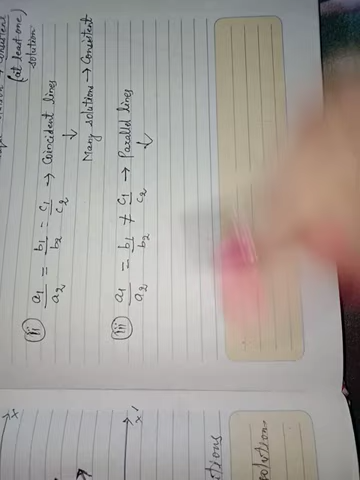 (at least one)
solution
(ii) a1/a2 = b1/b2 = c1/c2 → Coincident lines
↓
Many solutions → Consistent
(iii) a1/a2 = b1/b2 ≠ c1/c2 → Parallel lines
↓
x
x'